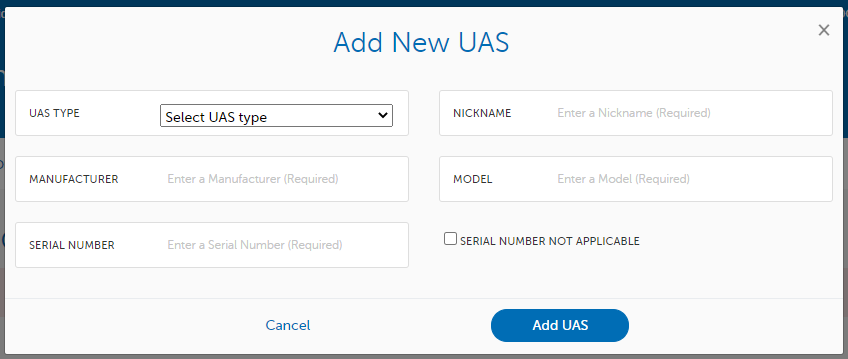 Add New UAS
×
UAS TYPE
Select UAS type
NICKNAME
Enter a Nickname (Required)
MANUFACTURER
Enter a Manufacturer (Required)
MODEL
Enter a Model (Required)
SERIAL NUMBER
Enter a Serial Number (Required)
SERIAL NUMBER NOT APPLICABLE
Cancel
Add UAS